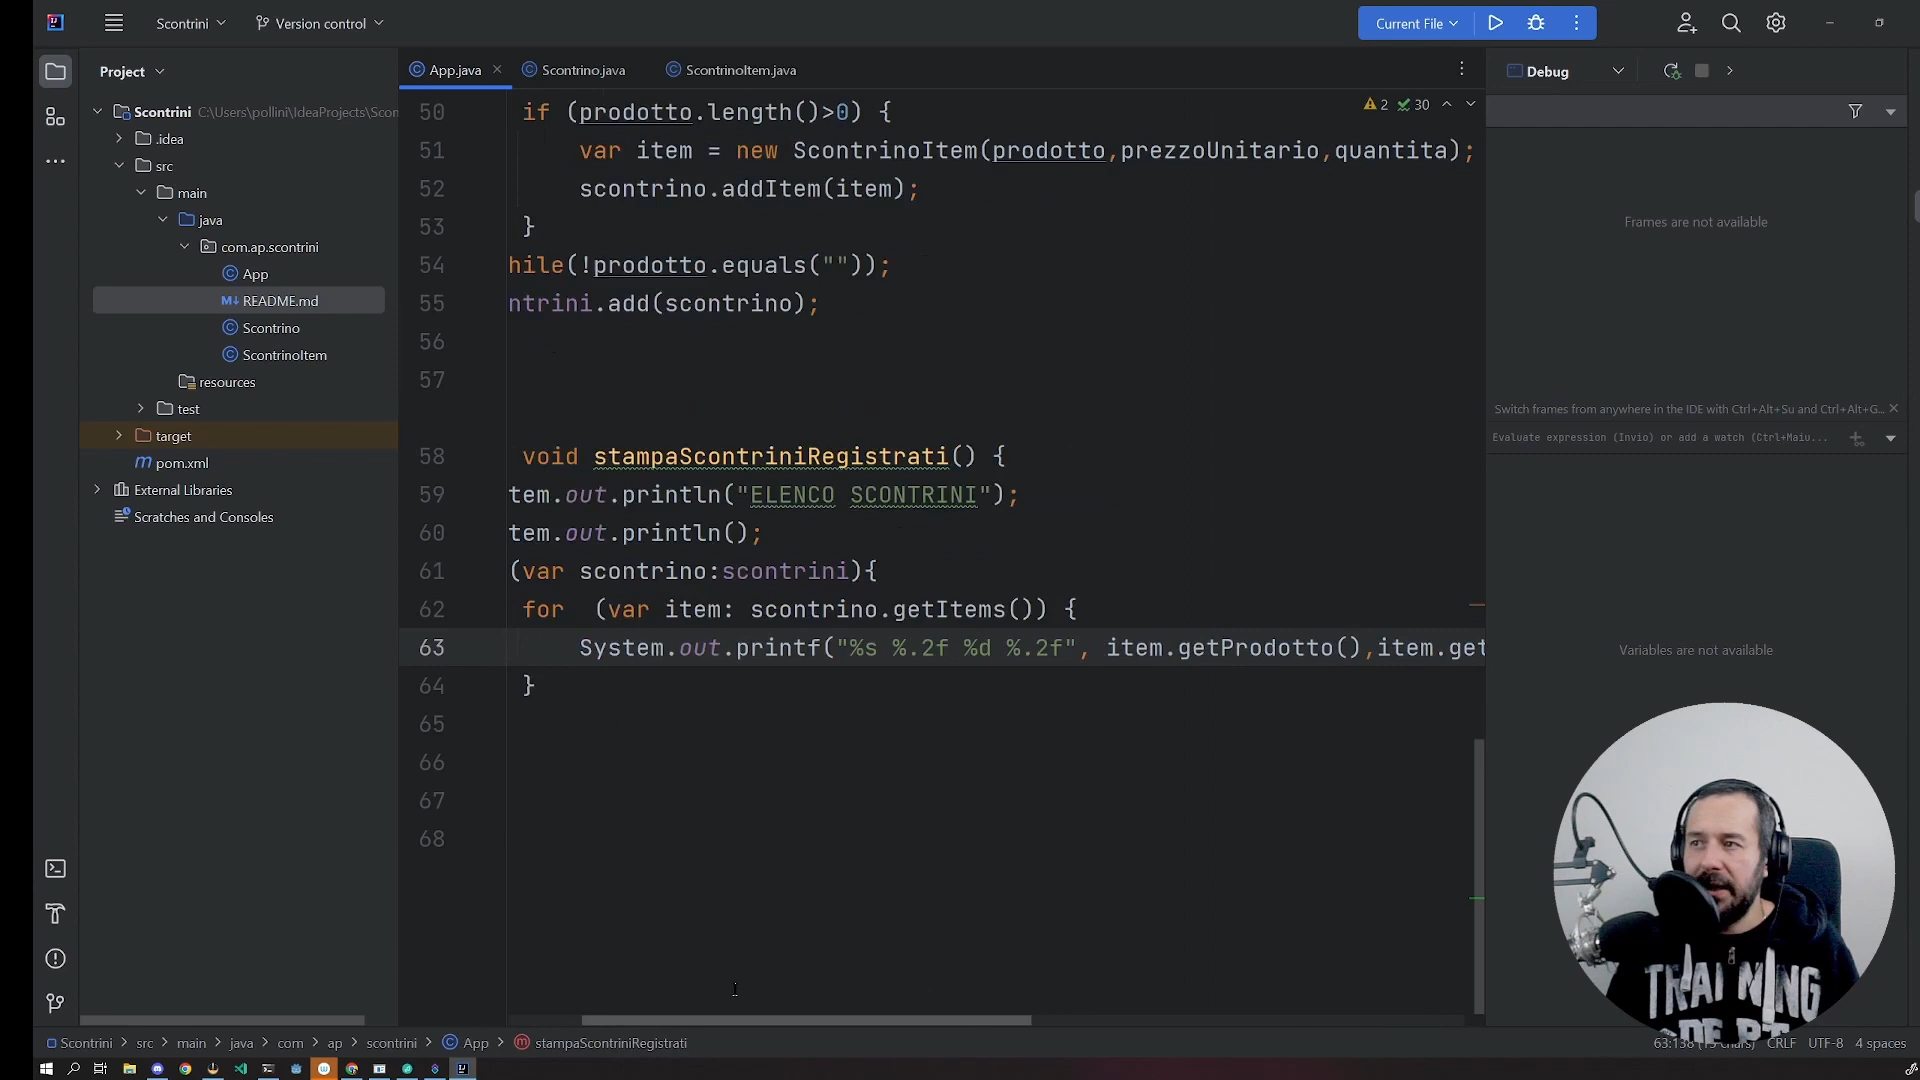 Scontrini
Version control
Current File
Project
App.java
Scontrino.java
ScontrinoItem.java
Debug
Scontrini C:\Users\pollini\IdeaProjects\Scon
.idea
src
main
java
com.ap.scontrini
App
README.md
Scontrino
ScontrinoItem
resources
test
target
pom.xml
External Libraries
Scratches and Consoles
2 30
50 if (prodotto.length()>0) {
51 var item = new ScontrinoItem(prodotto,prezzoUnitario,quantita);
52 scontrino.addItem(item);
53 }
54 hile(!prodotto.equals(""));
55 ntrini.add(scontrino);
56
57
58 void stampaScontriniRegistrati() {
59 tem.out.println("ELENCO SCONTRINI");
60 tem.out.println();
61 (var scontrino:scontrini){
62 for (var item: scontrino.getItems()) {
63 System.out.printf("%s %.2f %d %.2f", item.getProdotto(),item.get
64 }
65
66
67
68
Frames are not available
Switch frames from anywhere in the IDE with Ctrl+Alt+Su and Ctrl+Alt+G...
Evaluate expression (Invio) or add a watch (Ctrl+Maiu...
Variables are not available
TRAINING
Scontrini > src > main > java > com > ap > scontrini > App > stampaScontriniRegistrati
63:138 CRLF UTF-8 4 spaces